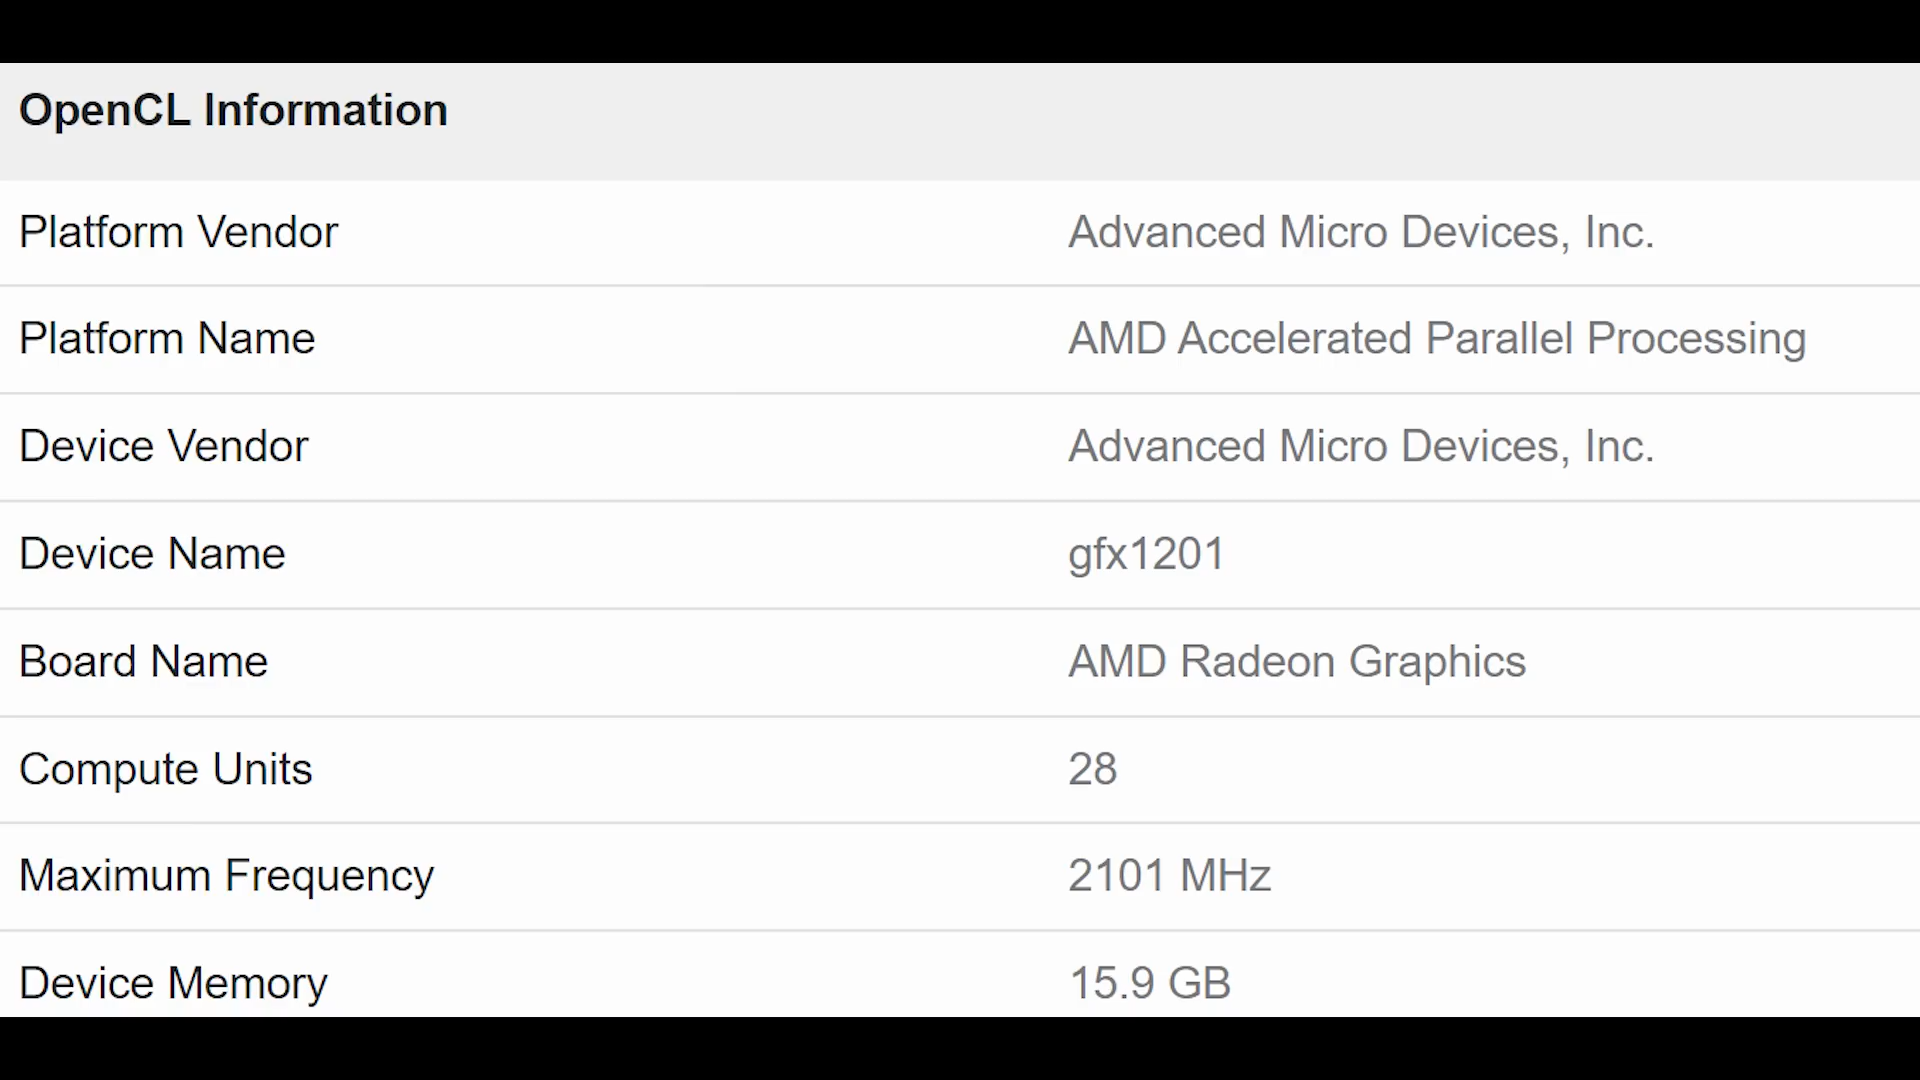 OpenCL Information
Platform Vendor Advanced Micro Devices, Inc.
Platform Name AMD Accelerated Parallel Processing
Device Vendor Advanced Micro Devices, Inc.
Device Name gfx1201
Board Name AMD Radeon Graphics
Compute Units 28
Maximum Frequency 2101 MHz
Device Memory 15.9 GB